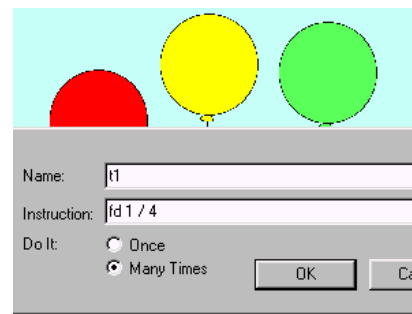 Name: t1
Instruction: fd 1 / 4
Do It: Once
Many Times
OK